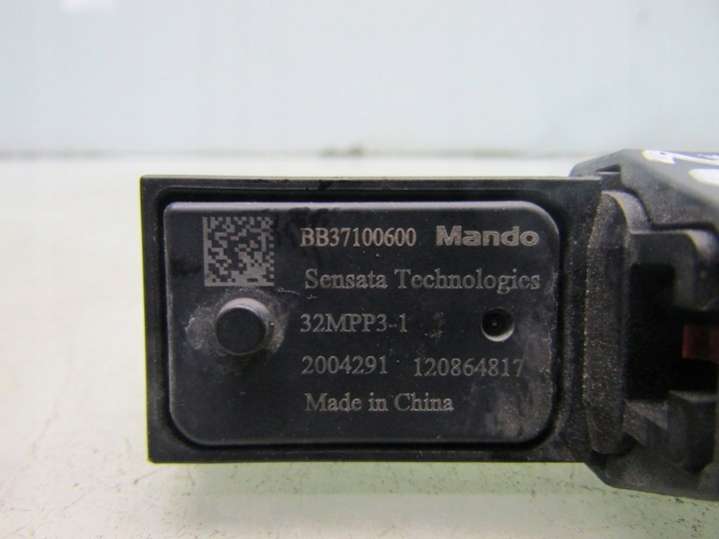 BB37100600 Mando
Sensata Technologies
32MPP3-1
2004291 120864817
Made in China